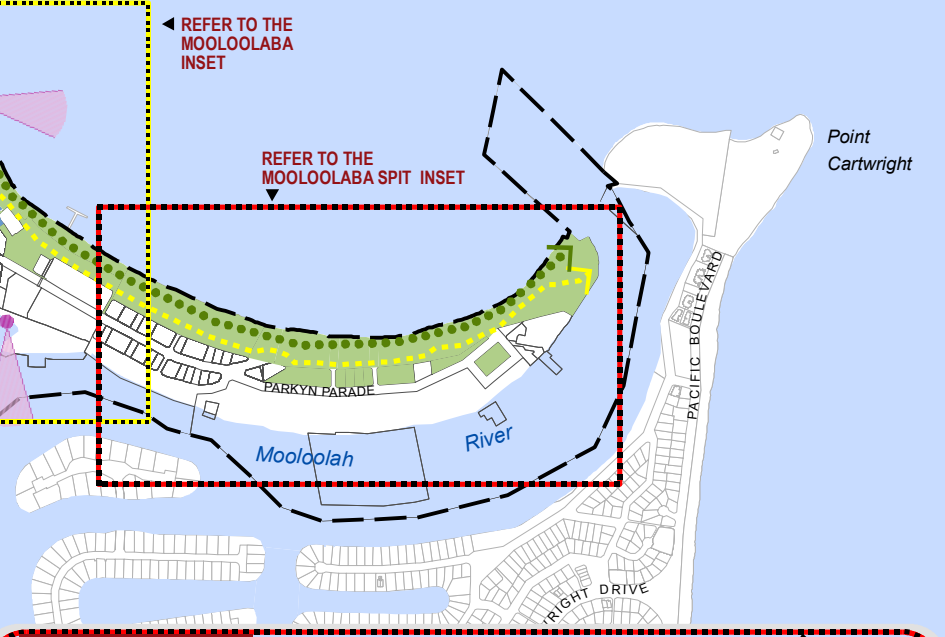 REFER TO THE
MOOLOOLABA
INSET
REFER TO THE
MOOLOOLABA SPIT INSET
Point
Cartwright
PACIFIC BOULEVARD
PARKYN PARADE
Mooloolah
River
RIGHT DRIVE